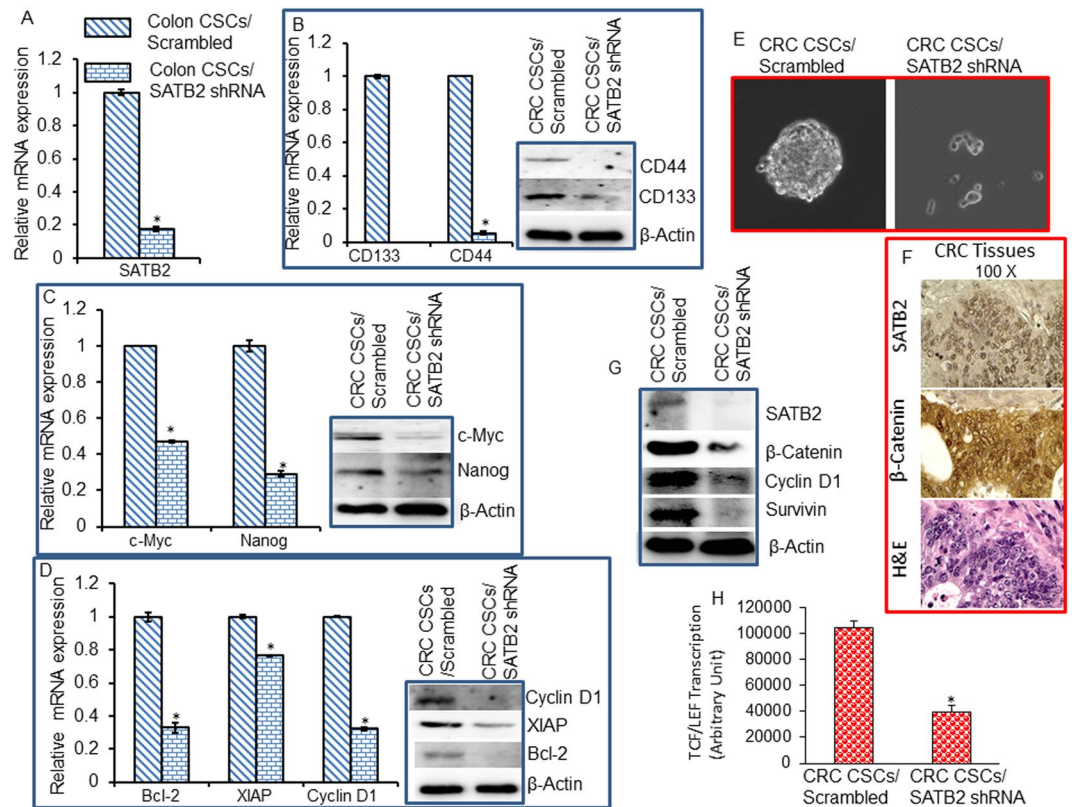 A
Colon CSCs/
Scrambled
Colon CSCs/
SATB2 shRNA
Relative mRNA expression
1.2
1
0.8
0.6
0.4
0.2
0
*
SATB2
B
Relative mRNA expression
1.2
1
0.8
0.6
0.4
0.2
0
*
CD133
CD44
CRC CSCs/
Scrambled
CRC CSCs/
SATB2 shRNA
CD44
CD133
β-Actin
C
Relative mRNA expression
1.2
1
0.8
0.6
0.4
0.2
0
*
*
c-Myc
Nanog
CRC CSCs/
Scrambled
CRC CSCs/
SATB2 shRNA
c-Myc
Nanog
β-Actin
D
Relative mRNA expression
1.2
1
0.8
0.6
0.4
0.2
0
*
*
*
Bcl-2
XIAP
Cyclin D1
CRC CSCs
/Scrambled
CRC CSCs/
SATB2 shRNA
Cyclin D1
XIAP
Bcl-2
β-Actin
E
CRC CSCs/
Scrambled
CRC CSCs/
SATB2 shRNA
F
CRC Tissues
100 X
SATB2
β-Catenin
H&E
G
CRC CSCs/
Scrambled
CRC CSCs/
SATB2 shRNA
SATB2
β-Catenin
Cyclin D1
Survivin
β-Actin
H
TCF/LEF Transcription
(Arbitrary Unit)
120000
100000
80000
60000
40000
20000
0
*
CRC CSCs/
Scrambled
CRC CSCs/
SATB2 shRNA